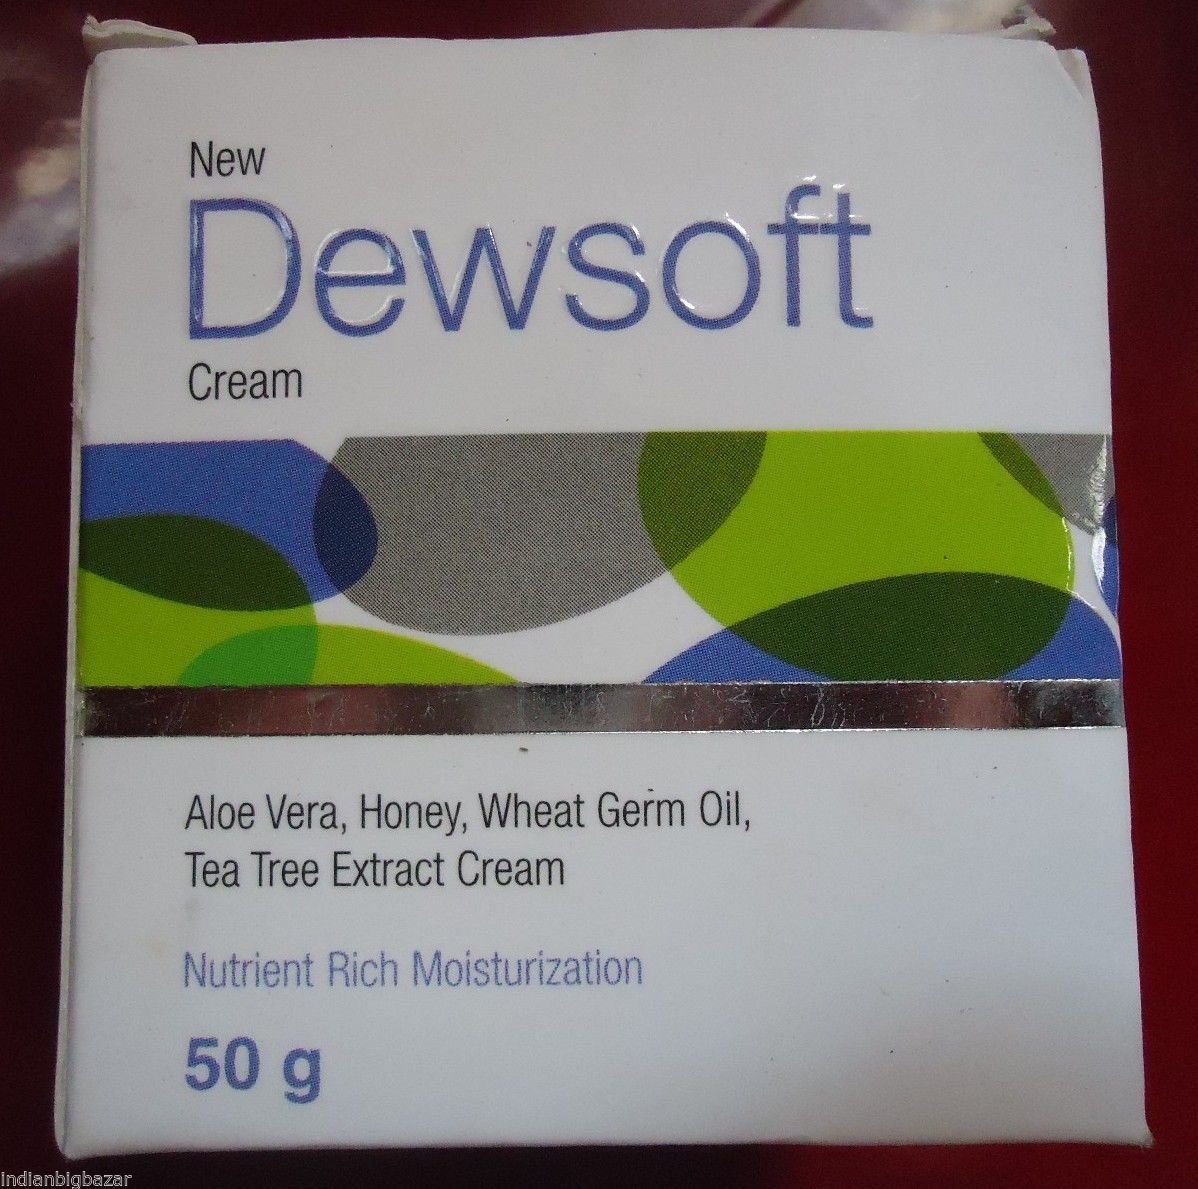 New
Dewsoft
Cream
Aloe Vera, Honey, Wheat Germ Oil,
Tea Tree Extract Cream
Nutrient Rich Moisturization
50 g
indianbigbazar